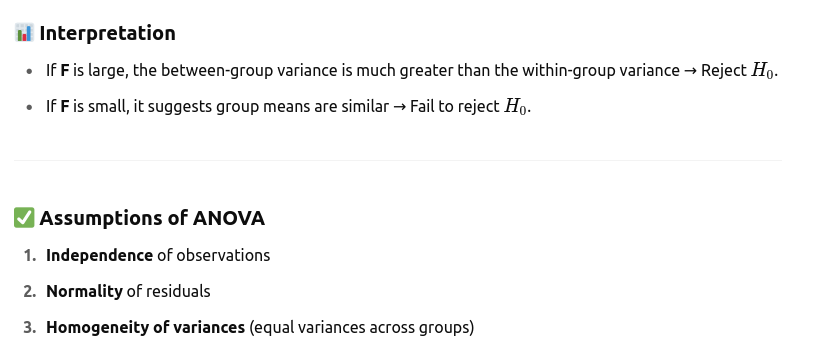 📊 Interpretation
• If F is large, the between-group variance is much greater than the within-group variance → Reject H₀.
• If F is small, it suggests group means are similar → Fail to reject H₀.
✅ Assumptions of ANOVA
1. Independence of observations
2. Normality of residuals
3. Homogeneity of variances (equal variances across groups)